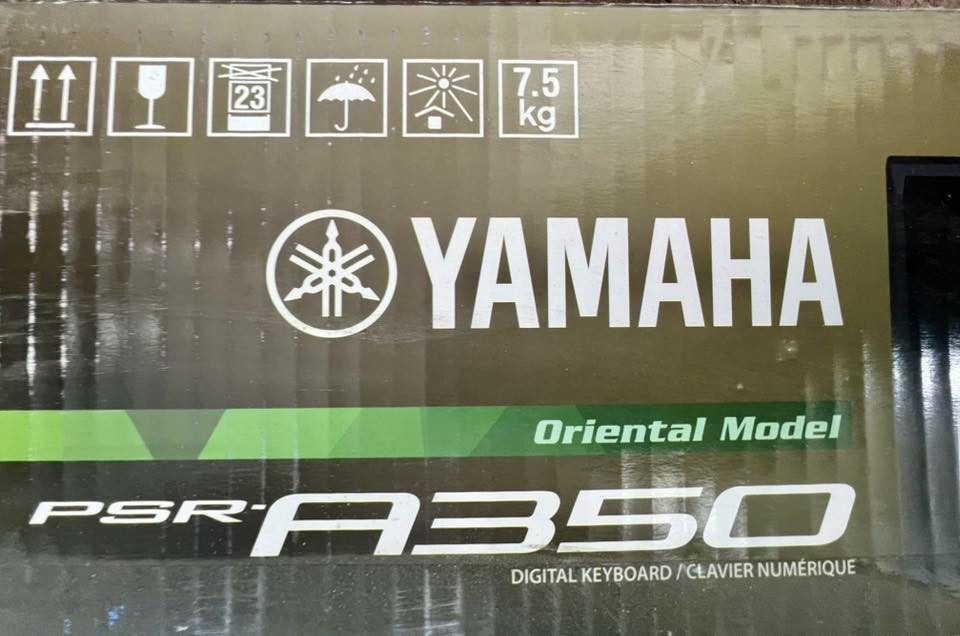 23
7.5
kg
YAMAHA
Oriental Model
PSR-A350
DIGITAL KEYBOARD / CLAVIER NUMÉRIQUE